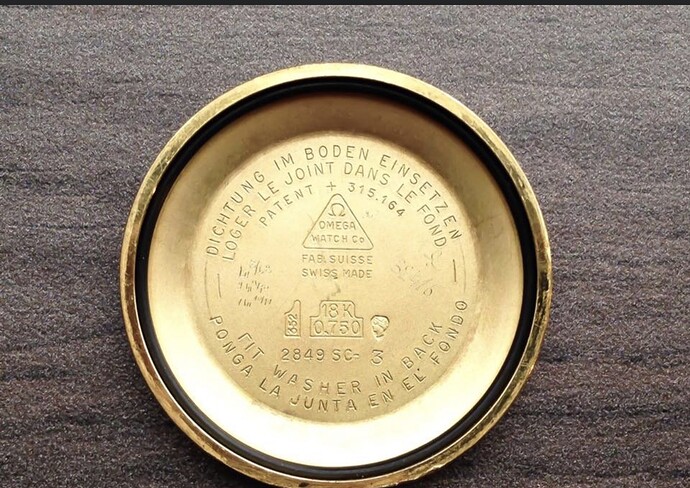 DICHTUNG IM BODEN EINSETZEN
LOGER LE JOINT DANS LE FOND
PATENT + 315.164
Ω
OMEGA
WATCH Co
FAB. SUISSE
SWISS MADE
352
18K
0,750
2849 SC- 3
FIT WASHER IN BACK
PONGA LA JUNTA EN EL FONDO